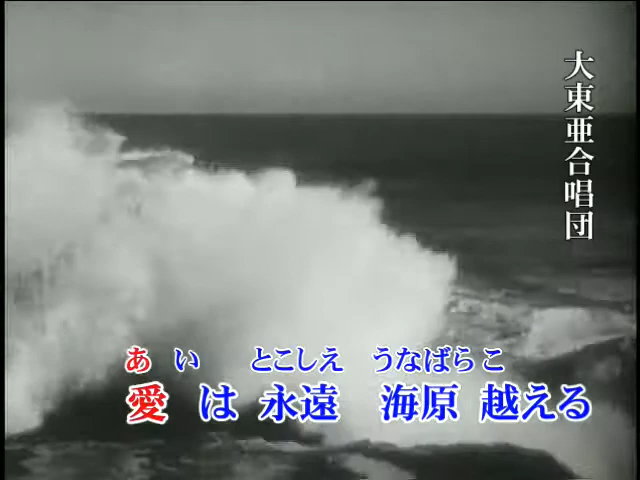 大東亜合唱団
あい とこしえ うなばらこ
愛は 永遠 海原 越える